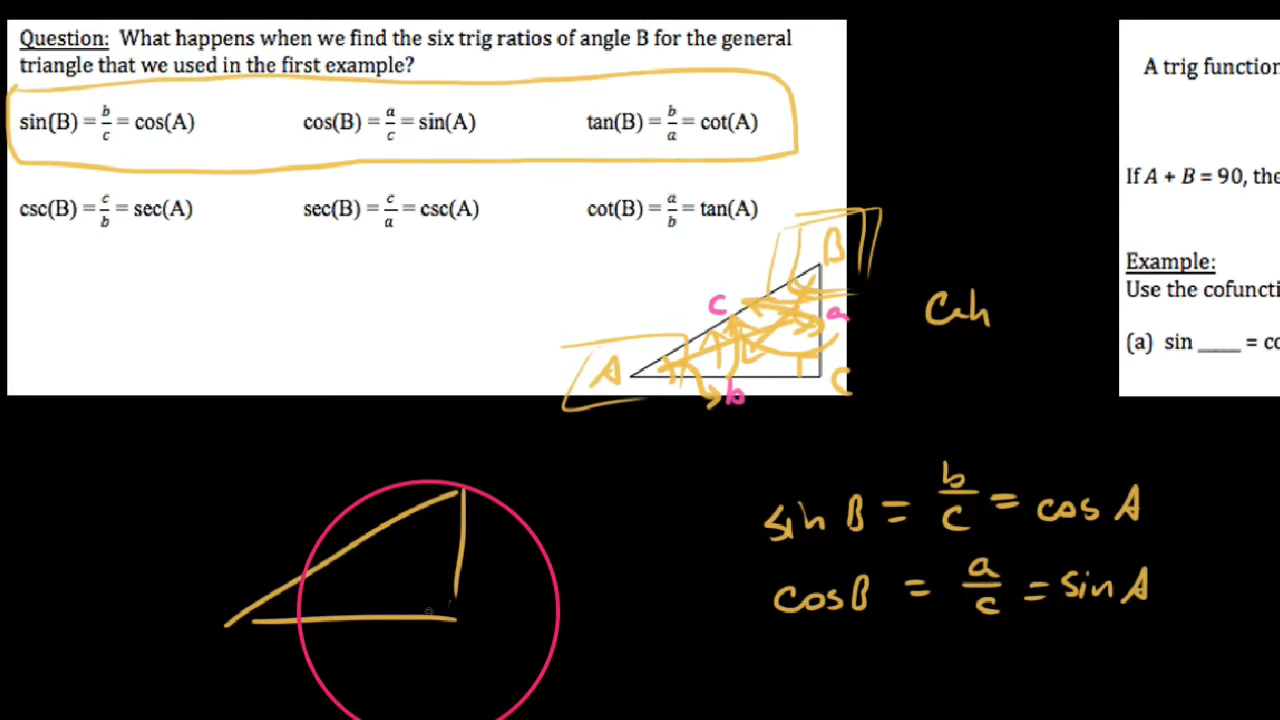 Question: What happens when we find the six trig ratios of angle B for the general
triangle that we used in the first example?
sin(B) = b/c = cos(A)
cos(B) = a/c = sin(A)
tan(B) = b/a = cot(A)
csc(B) = c/b = sec(A)
sec(B) = c/a = csc(A)
cot(B) = a/b = tan(A)
B
c
a
A
b
C
Cah
sin B = b/c = cos A
cos B = a/c = sin A
A trig function
If A + B = 90, the
Example:
Use the cofuncti
(a) sin ____ = co